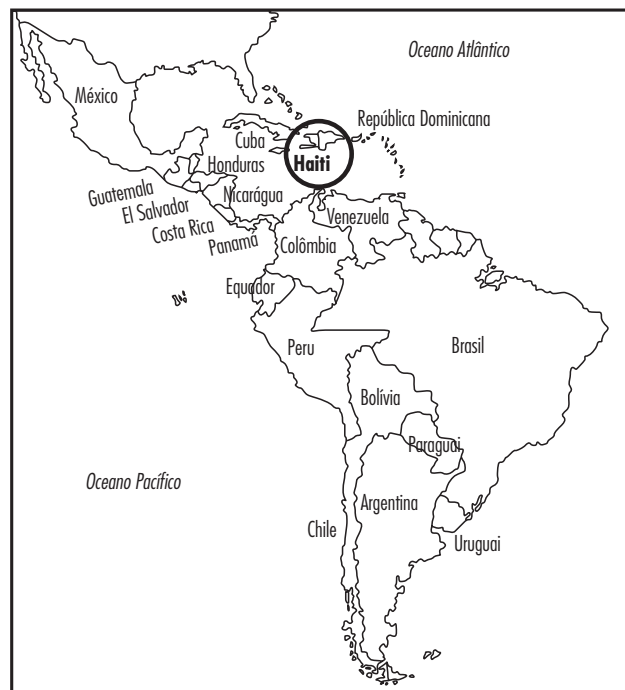 Oceano Atlântico
México
República Dominicana
Cuba
Haiti
Honduras
Guatemala
Nicarágua
El Salvador
Venezuela
Costa Rica
Panamá
Colômbia
Equador
Peru
Brasil
Bolívia
Paraguai
Oceano Pacífico
Argentina
Chile
Uruguai